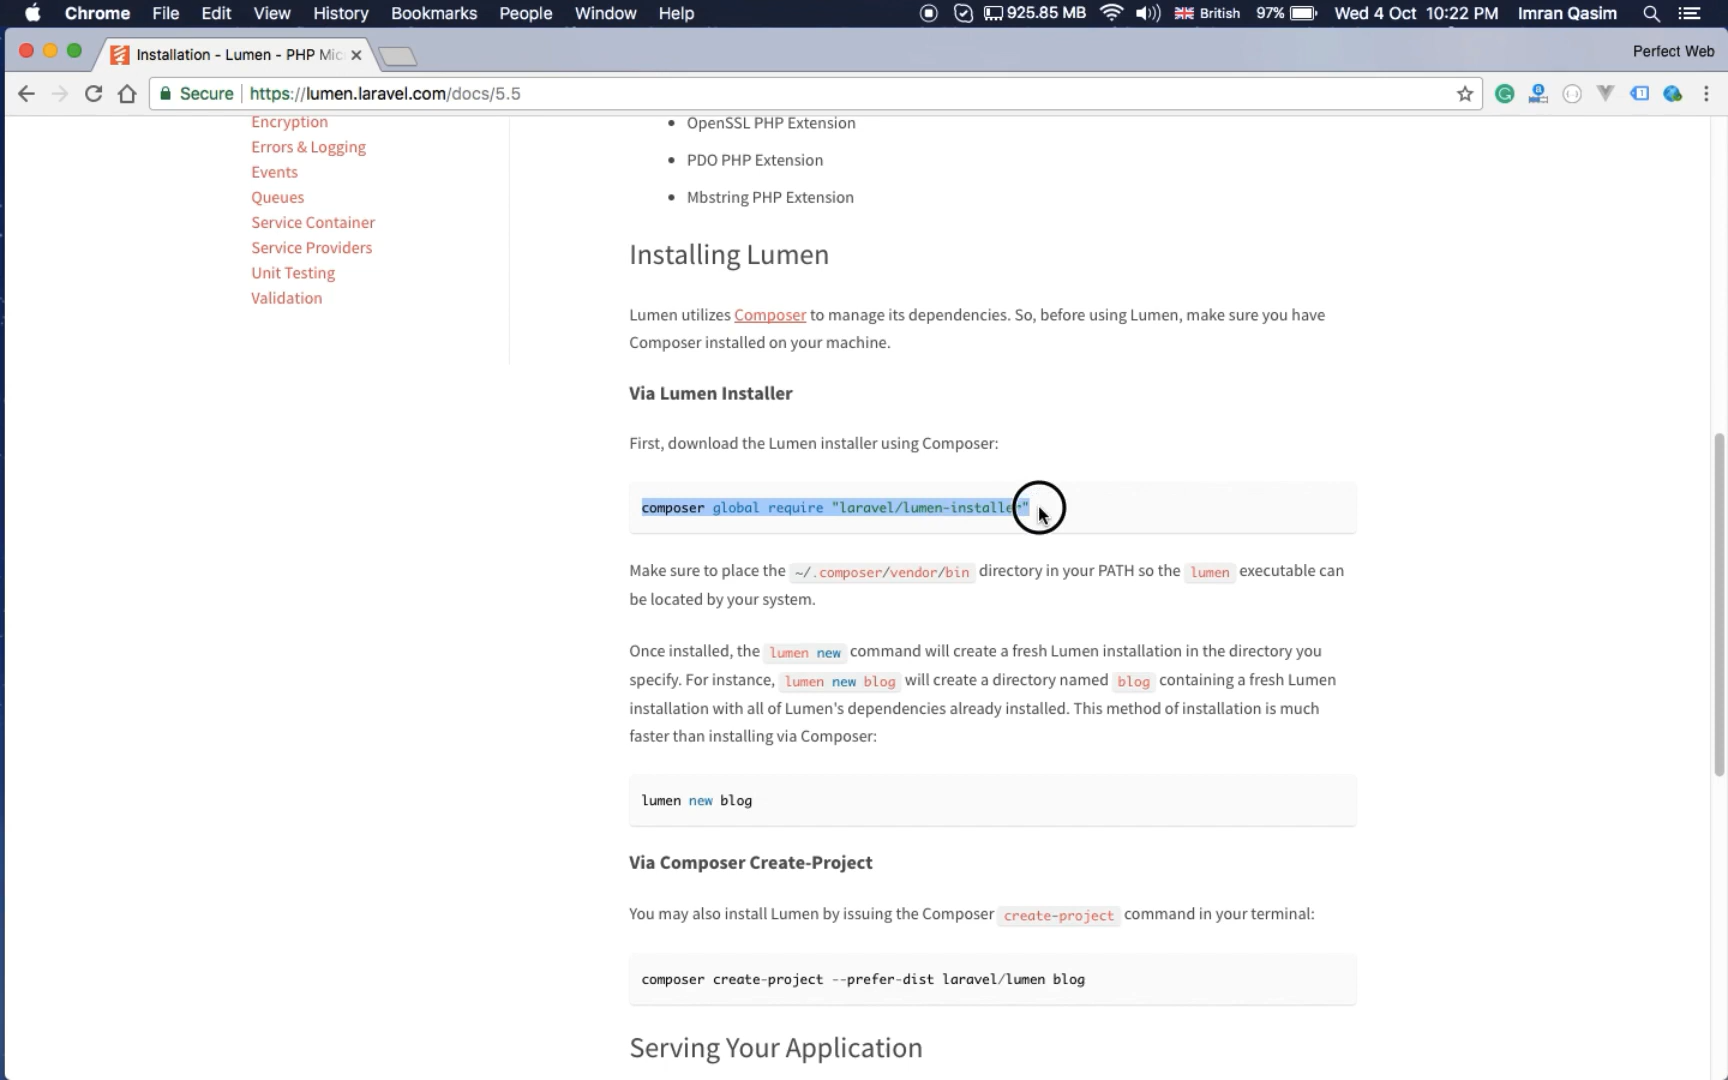 Chrome File Edit View History Bookmarks People Window Help 925.85 MB British 97% Wed 4 Oct 10:22 PM Imran Qasim
Installation - Lumen - PHP Mic
Perfect Web
Secure https://lumen.laravel.com/docs/5.5
Encryption
Errors & Logging
Events
Queues
Service Container
Service Providers
Unit Testing
Validation
OpenSSL PHP Extension
PDO PHP Extension
Mbstring PHP Extension
Installing Lumen
Lumen utilizes Composer to manage its dependencies. So, before using Lumen, make sure you have
Composer installed on your machine.
Via Lumen Installer
First, download the Lumen installer using Composer:
composer global require "laravel/lumen-installer"
Make sure to place the ~/.composer/vendor/bin directory in your PATH so the lumen executable can
be located by your system.
Once installed, the lumen new command will create a fresh Lumen installation in the directory you
specify. For instance, lumen new blog will create a directory named blog containing a fresh Lumen
installation with all of Lumen's dependencies already installed. This method of installation is much
faster than installing via Composer:
lumen new blog
Via Composer Create-Project
You may also install Lumen by issuing the Composer create-project command in your terminal:
composer create-project --prefer-dist laravel/lumen blog
Serving Your Application